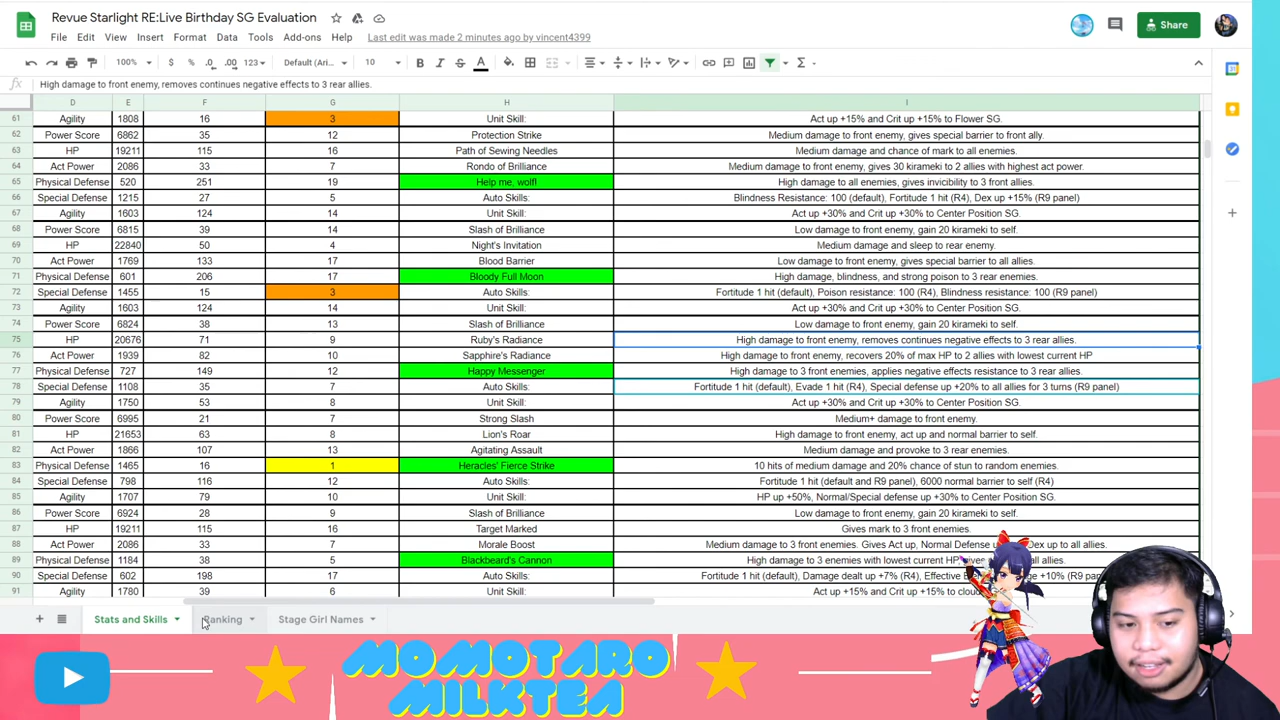 Revue Starlight RE:Live Birthday SG Evaluation
File Edit View Insert Format Data Tools Add-ons Help Last edit was made 2 minutes ago by vincent4399
Share
100% $ % .0 .00 123 Default (Ari... 10 B I S A
fx High damage to front enemy, removes continues negative effects to 3 rear allies.
D E F G H I
61 Agility 1808 16 3 Unit Skill: Act up +15% and Crit up +15% to Flower SG.
62 Power Score 6862 35 12 Protection Strike Medium damage to front enemy, gives special barrier to front ally.
63 HP 19211 115 16 Path of Sewing Needles Medium damage and chance of mark to all enemies.
64 Act Power 2086 33 7 Rondo of Brilliance Medium damage to front enemy, gives 30 kirameki to 2 allies with highest act power.
65 Physical Defense 520 251 19 Help me, wolf! High damage to all enemies, gives invicibility to 3 front allies.
66 Special Defense 1215 27 5 Auto Skills: Blindness Resistance: 100 (default), Fortitude 1 hit (R4), Dex up +15% (R9 panel)
67 Agility 1603 124 14 Unit Skill: Act up +30% and Crit up +30% to Center Position SG.
68 Power Score 6815 39 14 Slash of Brilliance Low damage to front enemy, gain 20 kirameki to self.
69 HP 22840 50 4 Night's Invitation Medium damage and sleep to rear enemy.
70 Act Power 1769 133 17 Blood Barrier Low damage to front enemy, gives special barrier to all enemies.
71 Physical Defense 601 206 17 Bloody Full Moon High damage, blindness, and strong poison to 3 rear enemies.
72 Special Defense 1455 15 3 Auto Skills: Fortitude 1 hit (default), Poison resistance: 100 (R4), Blindness resistance: 100 (R9 panel)
73 Agility 1603 124 14 Unit Skill: Act up +30% and Crit up +30% to Center Position SG.
74 Power Score 6824 38 13 Slash of Brilliance Low damage to front enemy, gain 20 kirameki to self.
75 HP 20676 71 9 Ruby's Radiance High damage to front enemy, removes continues negative effects to 3 rear allies.
76 Act Power 1939 82 10 Sapphire's Radiance High damage to front enemy, recovers 20% of max HP to 2 allies with lowest current HP
77 Physical Defense 727 149 12 Happy Messenger High damage to 3 front enemies, applies negative effects resistance to 3 rear allies.
78 Special Defense 1108 35 7 Auto Skills: Fortitude 1 hit (default), Evade 1 hit (R4), Special defense up +20% to all allies for 3 turns (R9 panel)
79 Agility 1750 53 8 Unit Skill: Act up +30% and Crit up +30% to Center Position SG.
80 Power Score 6995 21 7 Strong Slash Medium+ damage to front enemy.
81 HP 21653 63 8 Lion's Roar High damage to front enemy, act up and normal barrier to self.
82 Act Power 1866 107 13 Agitating Assault Medium damage and provoke to 3 rear enemies.
83 Physical Defense 1465 16 1 Heracles' Fierce Strike 10 hits of medium damage and 20% chance of stun to random enemies.
84 Special Defense 798 116 12 Auto Skills: Fortitude 1 hit (default and R9 panel), 6000 normal barrier to self (R4)
85 Agility 1707 79 10 Unit Skill: HP up +50%, Normal/Special defense up +30% to Center Position SG.
86 Power Score 6924 28 9 Slash of Brilliance Low damage to front enemy, gain 20 kirameki to self.
87 HP 19211 115 16 Target Marked Gives mark to 3 front enemies.
88 Act Power 2086 33 7 Morale Boost Medium damage to 3 front enemies. Gives Act up, Normal Defense Dex up to all allies.
89 Physical Defense 1184 38 5 Blackbeard's Cannon High damage to 3 enemies with lowest current HP, allies.
90 Special Defense 602 198 17 Auto Skills: Fortitude 1 hit (default), Damage dealt up +7% (R4), Effective +10% (R9
91 Agility 1780 39 6 Unit Skill: Act up +15% and Crit up +15% to cloud
Stats and Skills Ranking Stage Girl Names
MOMOTARO
MILKTEA